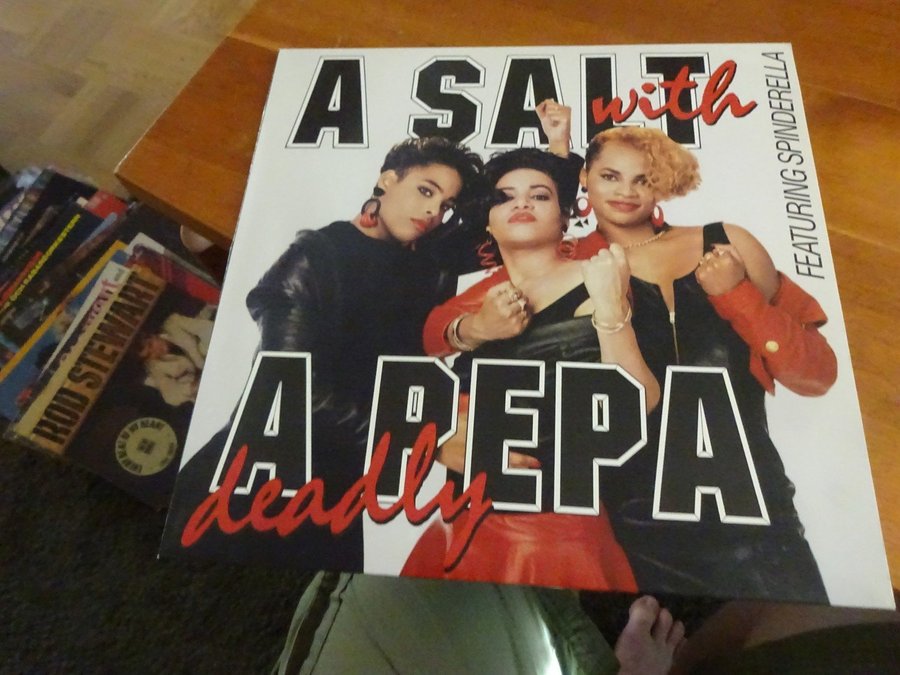 A SALT
with
FEATURING SPINDERELLA
A PEPA
deadly
ROD STEWART